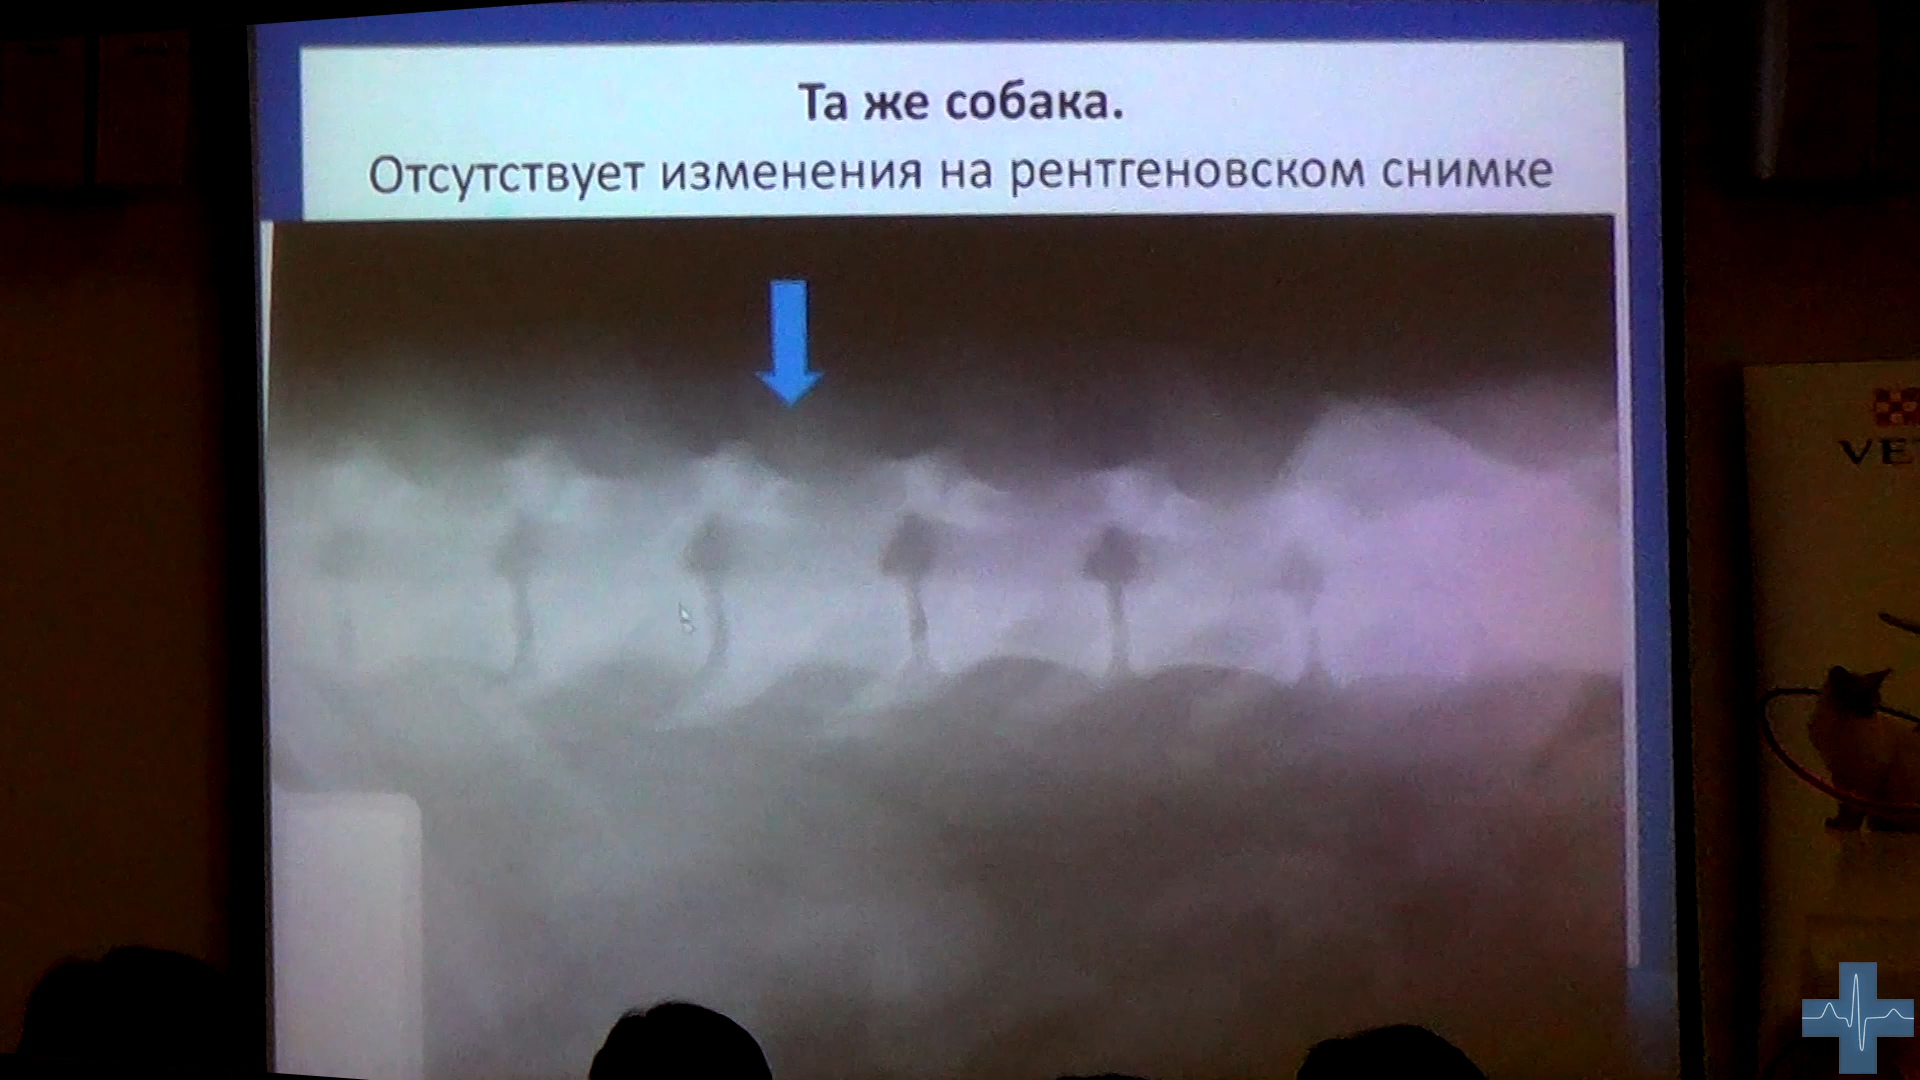 Та же собака.
Отсутствует изменения на рентгеновском снимке